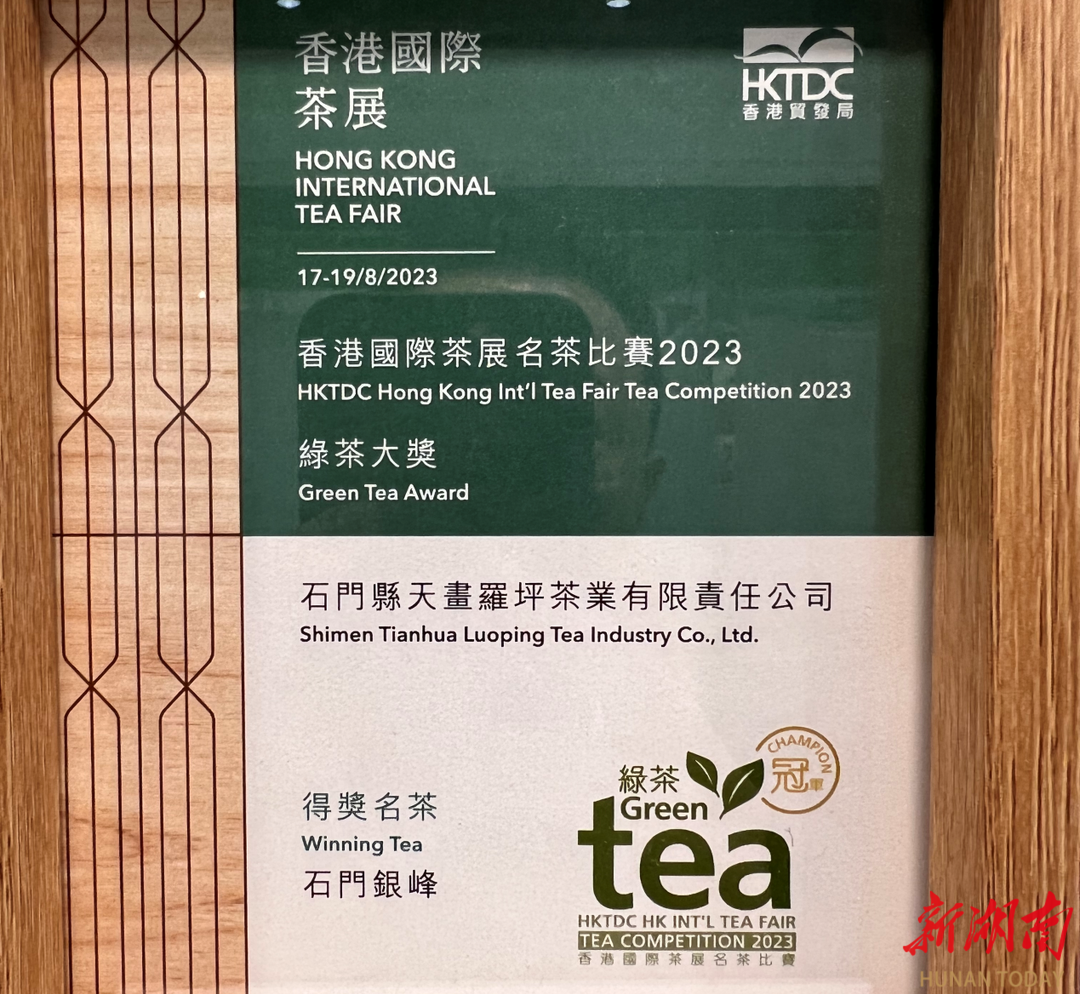 香港國際
茶展
HONG KONG
INTERNATIONAL
TEA FAIR
17-19/8/2023
HKTDC
香港貿發局
香港國際茶展名茶比賽2023
HKTDC Hong Kong Int'l Tea Fair Tea Competition 2023
綠茶大獎
Green Tea Award
石門縣天畫羅坪茶業有限責任公司
Shimen Tianhua Luoping Tea Industry Co., Ltd.
得獎名茶
Winning Tea
石門銀峰
CHAMPION
冠軍
綠茶
Green
tea
HKTDC HK INT'L TEA FAIR
TEA COMPETITION 2023
香港國際茶展名茶比賽
新湖南
HUNAN TODAY